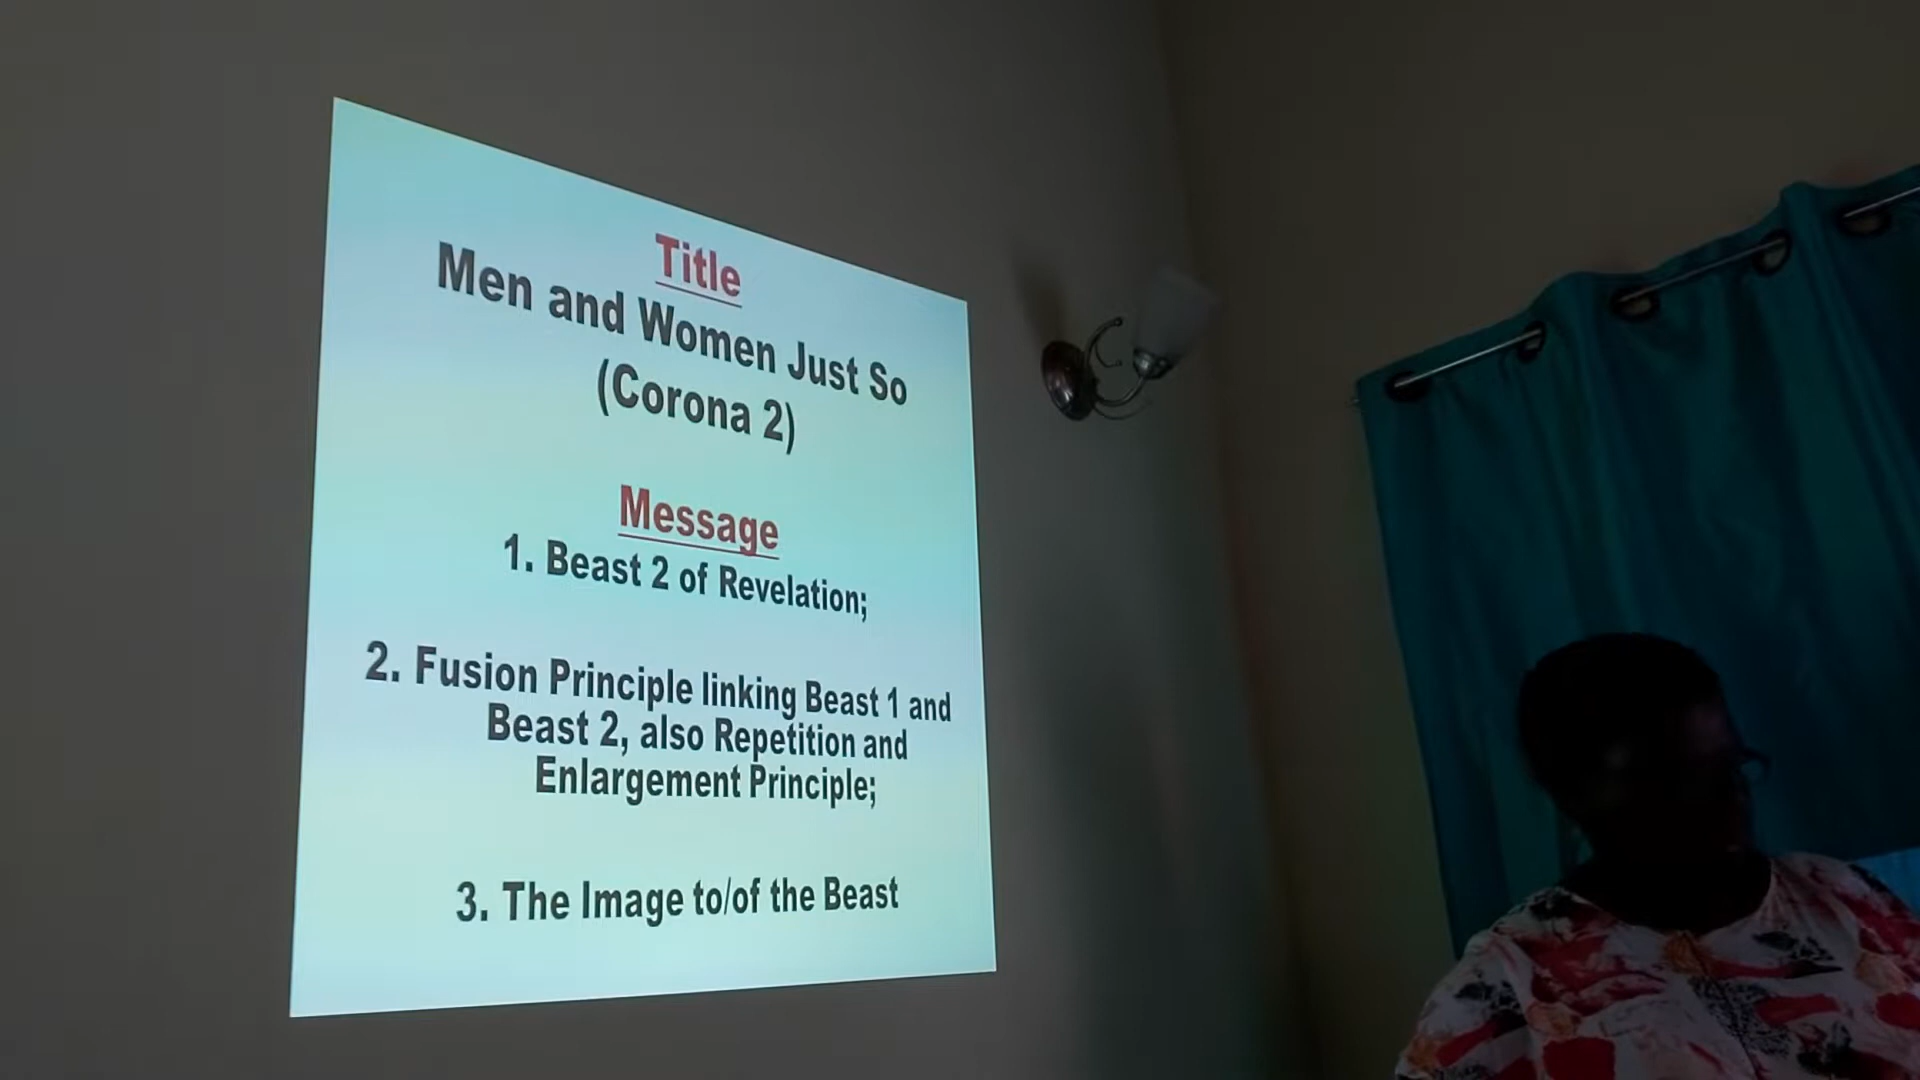 Title
Men and Women Just So
(Corona 2)
Message
1. Beast 2 of Revelation;
2. Fusion Principle linking Beast 1 and
Beast 2, also Repetition and
Enlargement Principle;
3. The Image to/of the Beast